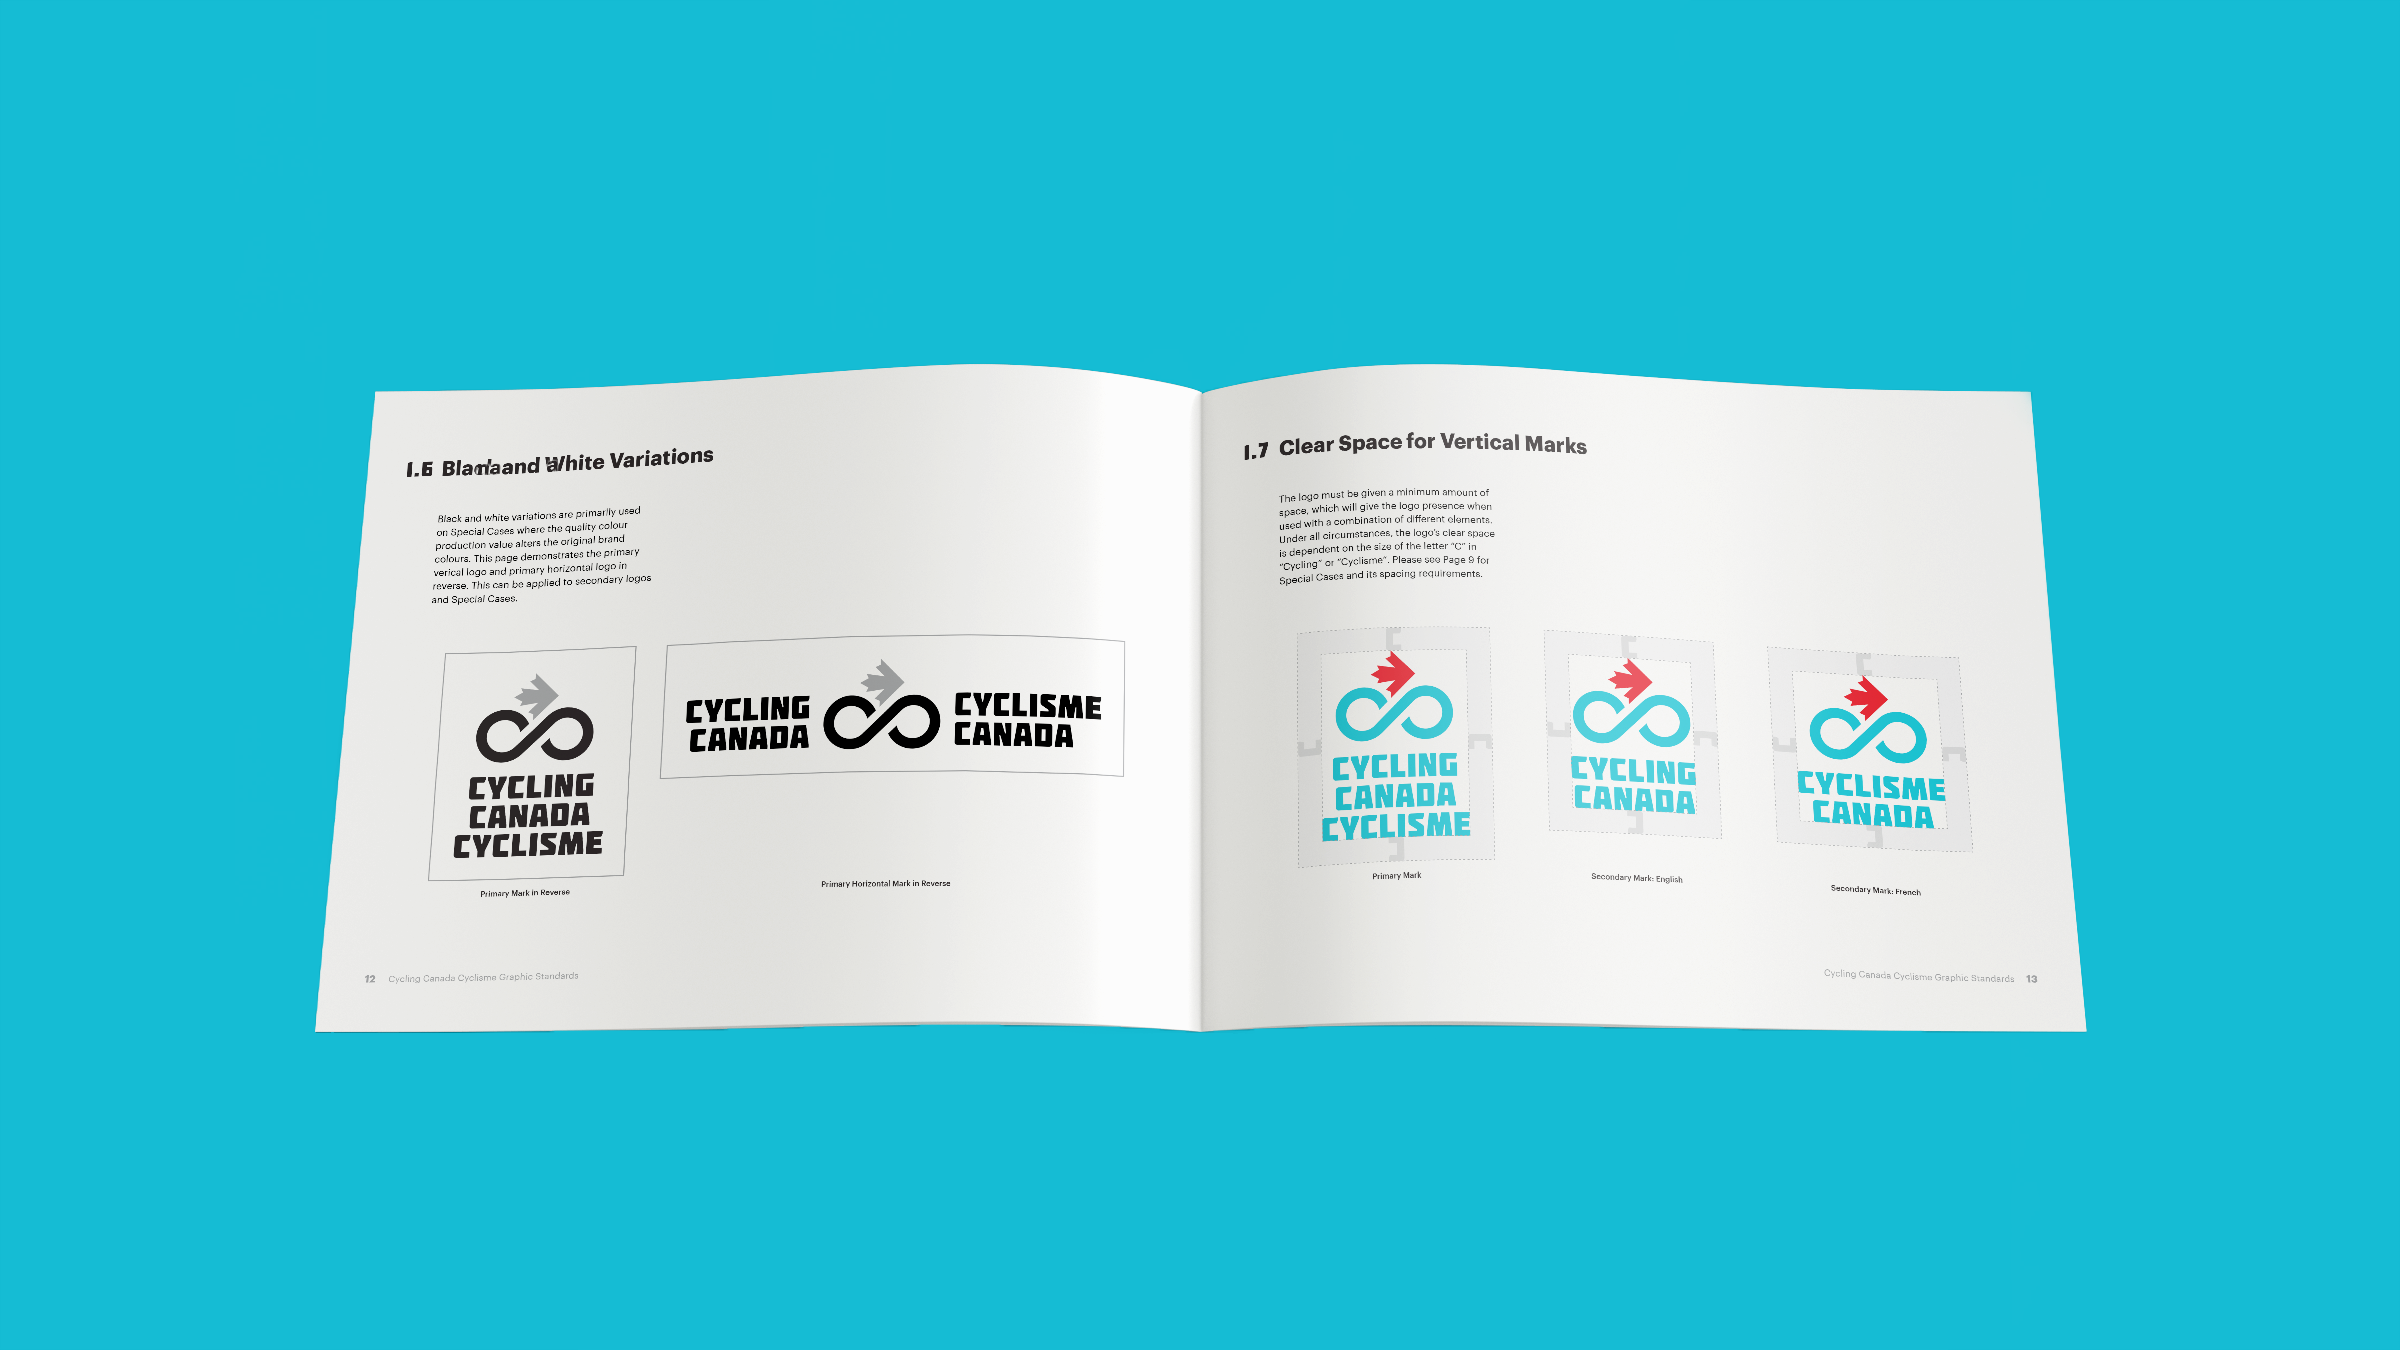 and White Variations
Black and white variations are primarily used
on Special Cases where the quality colour
production value alters the original brand
colours. This page demonstrates the primary
verical logo and primary horizontal logo in
reverse. This can be applied to secondary logos
and Special Cases.
CYCLING
CANADA
CYCLISME
Primary Mark in Reverse
CYCLING
CANADA
CYCLISME
CANADA
Primary Horizontal Mark in Reverse
12 Cycling Canada Cyclisme Graphic Standards
1.7 Clear Space for Vertical Marks
The logo must be given a minimum amount of
space, which will give the logo presence when
used with a combination of different elements.
Under all circumstances, the logo's clear space
is dependent on the size of the letter “C” in
“Cycling” or “Cyclisme”. Please see Page 9 for
Special Cases and its spacing requirements.
CYCLING
CANADA
CYCLISME
Primary Mark
CYCLING
CANADA
Secondary Mark: English
CYCLISME
CANADA
Secondary Mark: French
Cycling Canada Cyclisme Graphic Standards 13